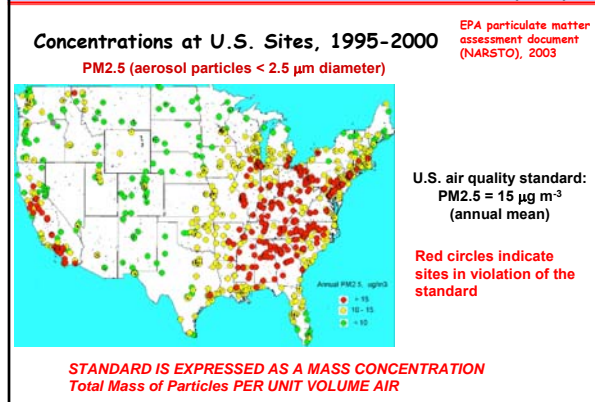 Concentrations at U.S. Sites, 1995-2000
EPA particulate matter
assessment document
(NARSTO), 2003
PM2.5 (aerosol particles < 2.5 μm diameter)
U.S. air quality standard:
PM2.5 = 15 μg m-3
(annual mean)
Red circles indicate
sites in violation of the
standard
Annual PM2.5, ug/m3
> 15
10 - 15
< 10
STANDARD IS EXPRESSED AS A MASS CONCENTRATION
Total Mass of Particles PER UNIT VOLUME AIR